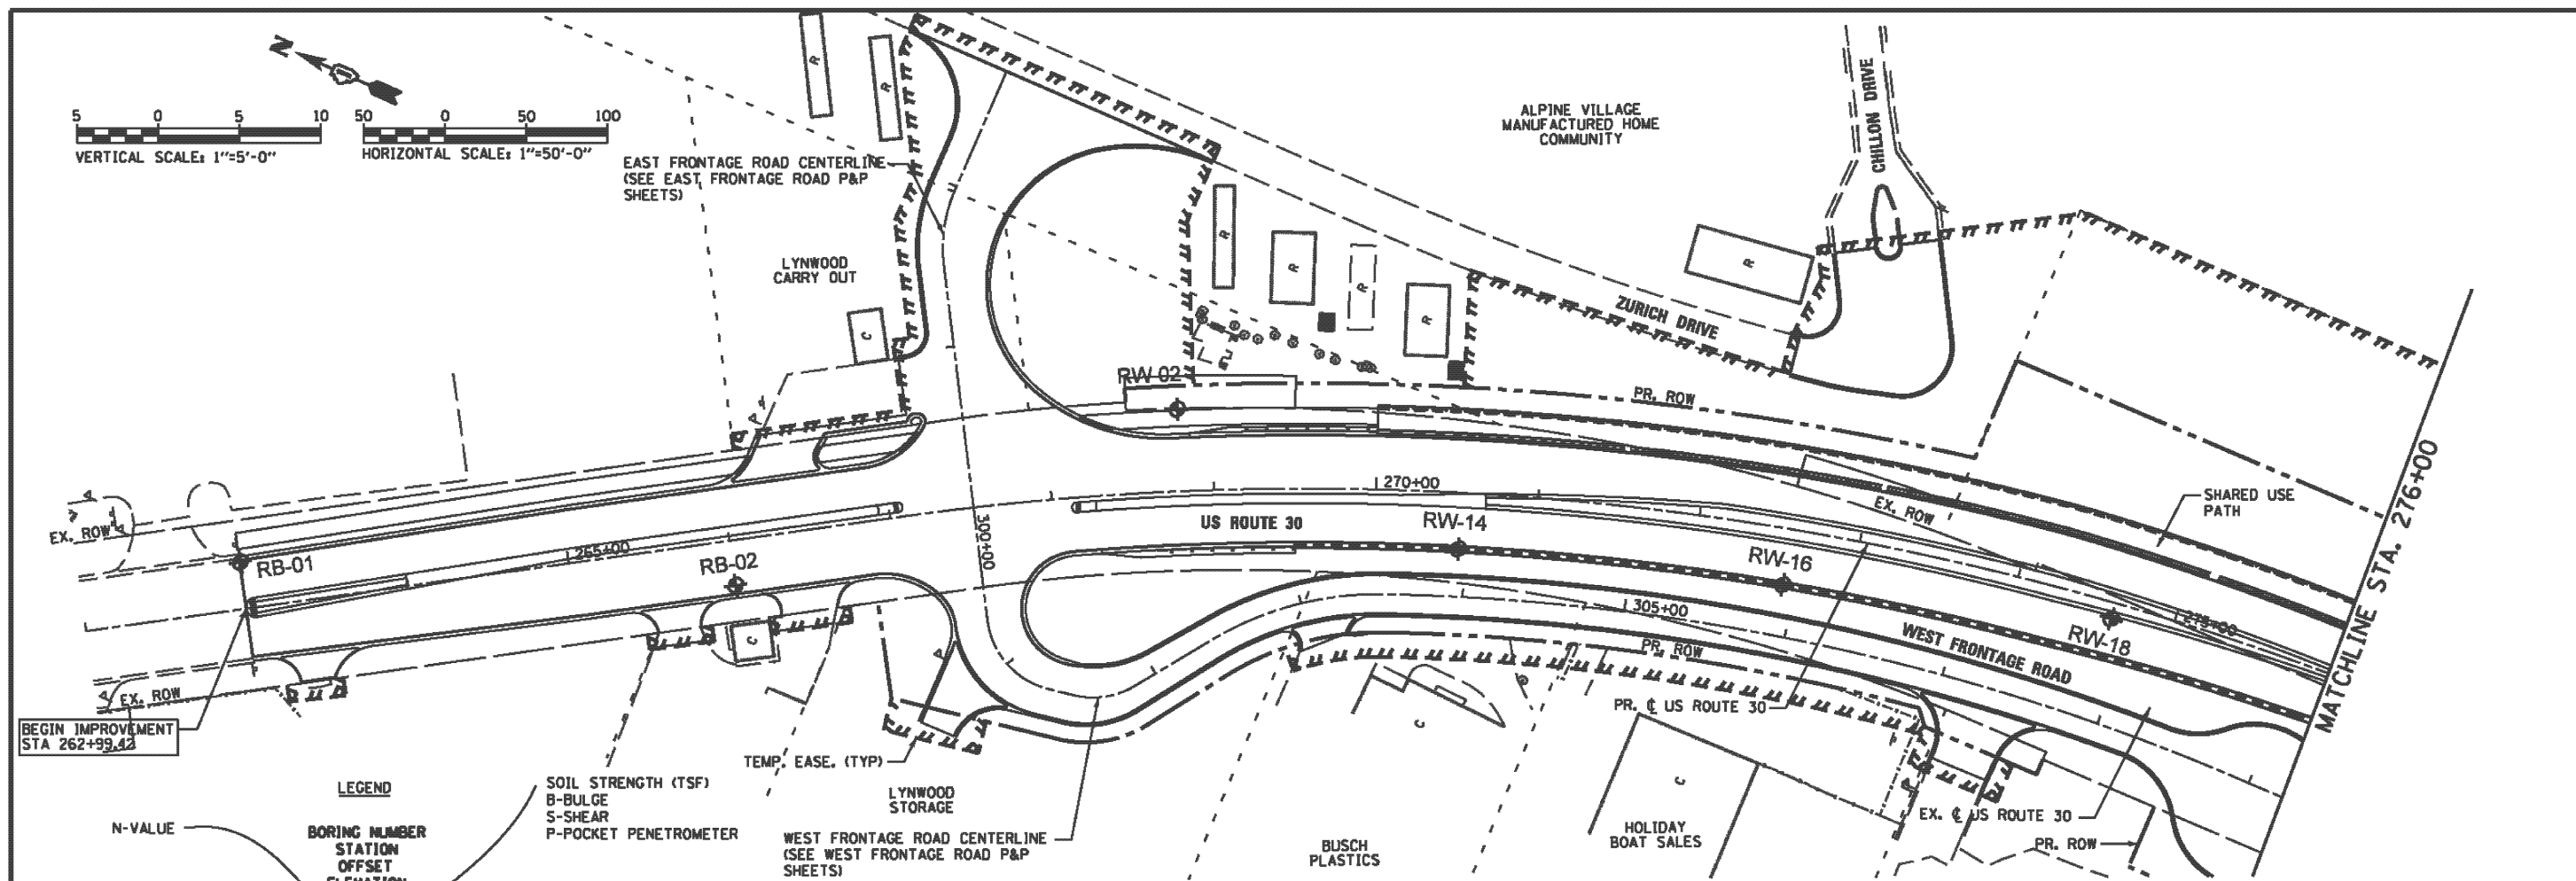 N
5 0 5 10
VERTICAL SCALE: 1"=5'-0"
50 0 50 100
HORIZONTAL SCALE: 1"=50'-0"
EAST FRONTAGE ROAD CENTERLINE
(SEE EAST FRONTAGE ROAD P&P
SHEETS)
R
R
LYNWOOD
CARRY OUT
C
ALPINE VILLAGE
MANUFACTURED HOME
COMMUNITY
CHILLON DRIVE
R
R
R
R
R
ZURICH DRIVE
RW-02
PR. ROW
EX. ROW
RB-01
265+00
RB-02
C
300+00
US ROUTE 30
270+00
RW-14
RW-16
EX. ROW
SHARED USE
PATH
305+00
WEST FRONTAGE ROAD
RW-18
275+00
MATCHLINE STA. 276+00
PR. ROW
EX. ROW
BEGIN IMPROVEMENT
STA 262+99.42
PR. ℄ US ROUTE 30
TEMP. EASE. (TYP)
LYNWOOD
STORAGE
WEST FRONTAGE ROAD CENTERLINE
(SEE WEST FRONTAGE ROAD P&P
SHEETS)
C
BUSCH
PLASTICS
C
HOLIDAY
BOAT SALES
EX. ℄ US ROUTE 30
PR. ROW
LEGEND
N-VALUE
BORING NUMBER
STATION
OFFSET
ELEVATION
SOIL STRENGTH (TSF)
B-BULGE
S-SHEAR
P-POCKET PENETROMETER